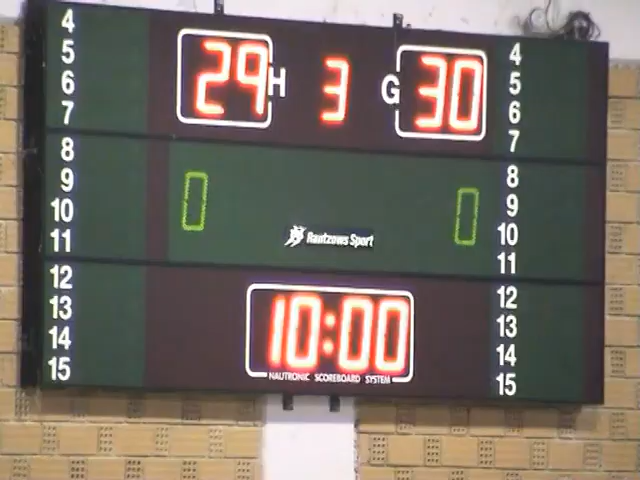 4 29 H 3 G 30 4
5 5
6 6
7 7
8 8
9 0 0 9
10 Rantzows Sport 10
11 11
12 12
13 10:00 13
14 14
15 NAUTRONIC SCOREBOARD SYSTEM 15